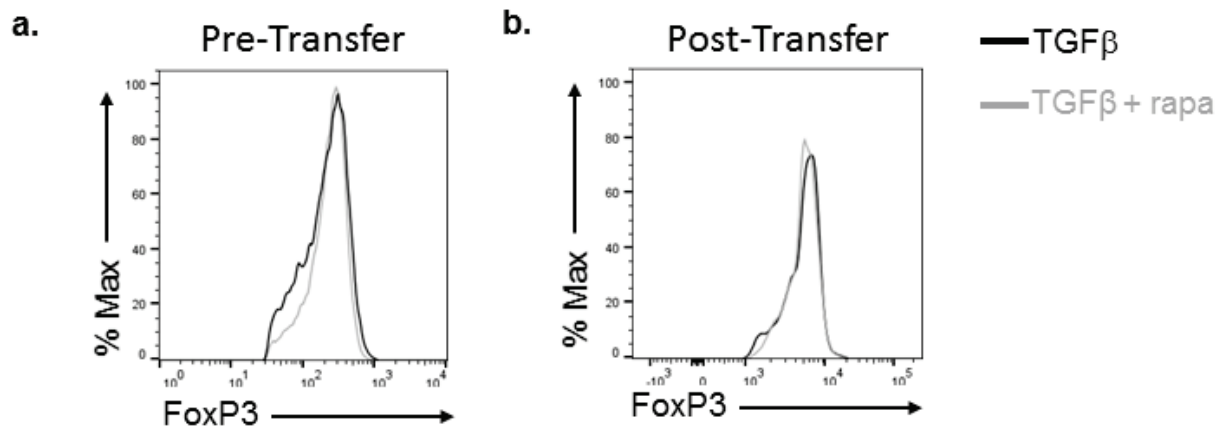 a.
Pre-Transfer
% Max
100
80
60
40
20
0
10^0 10^1 10^2 10^3 10^4
FoxP3
b.
Post-Transfer
% Max
100
80
60
40
20
0
-10^3 0 10^3 10^4 10^5
FoxP3
TGFβ
TGFβ + rapa